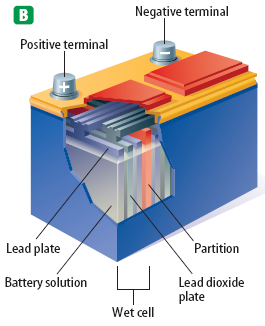 B
Negative terminal
Positive terminal
+
−
Lead plate
Partition
Battery solution
Lead dioxide
plate
Wet cell